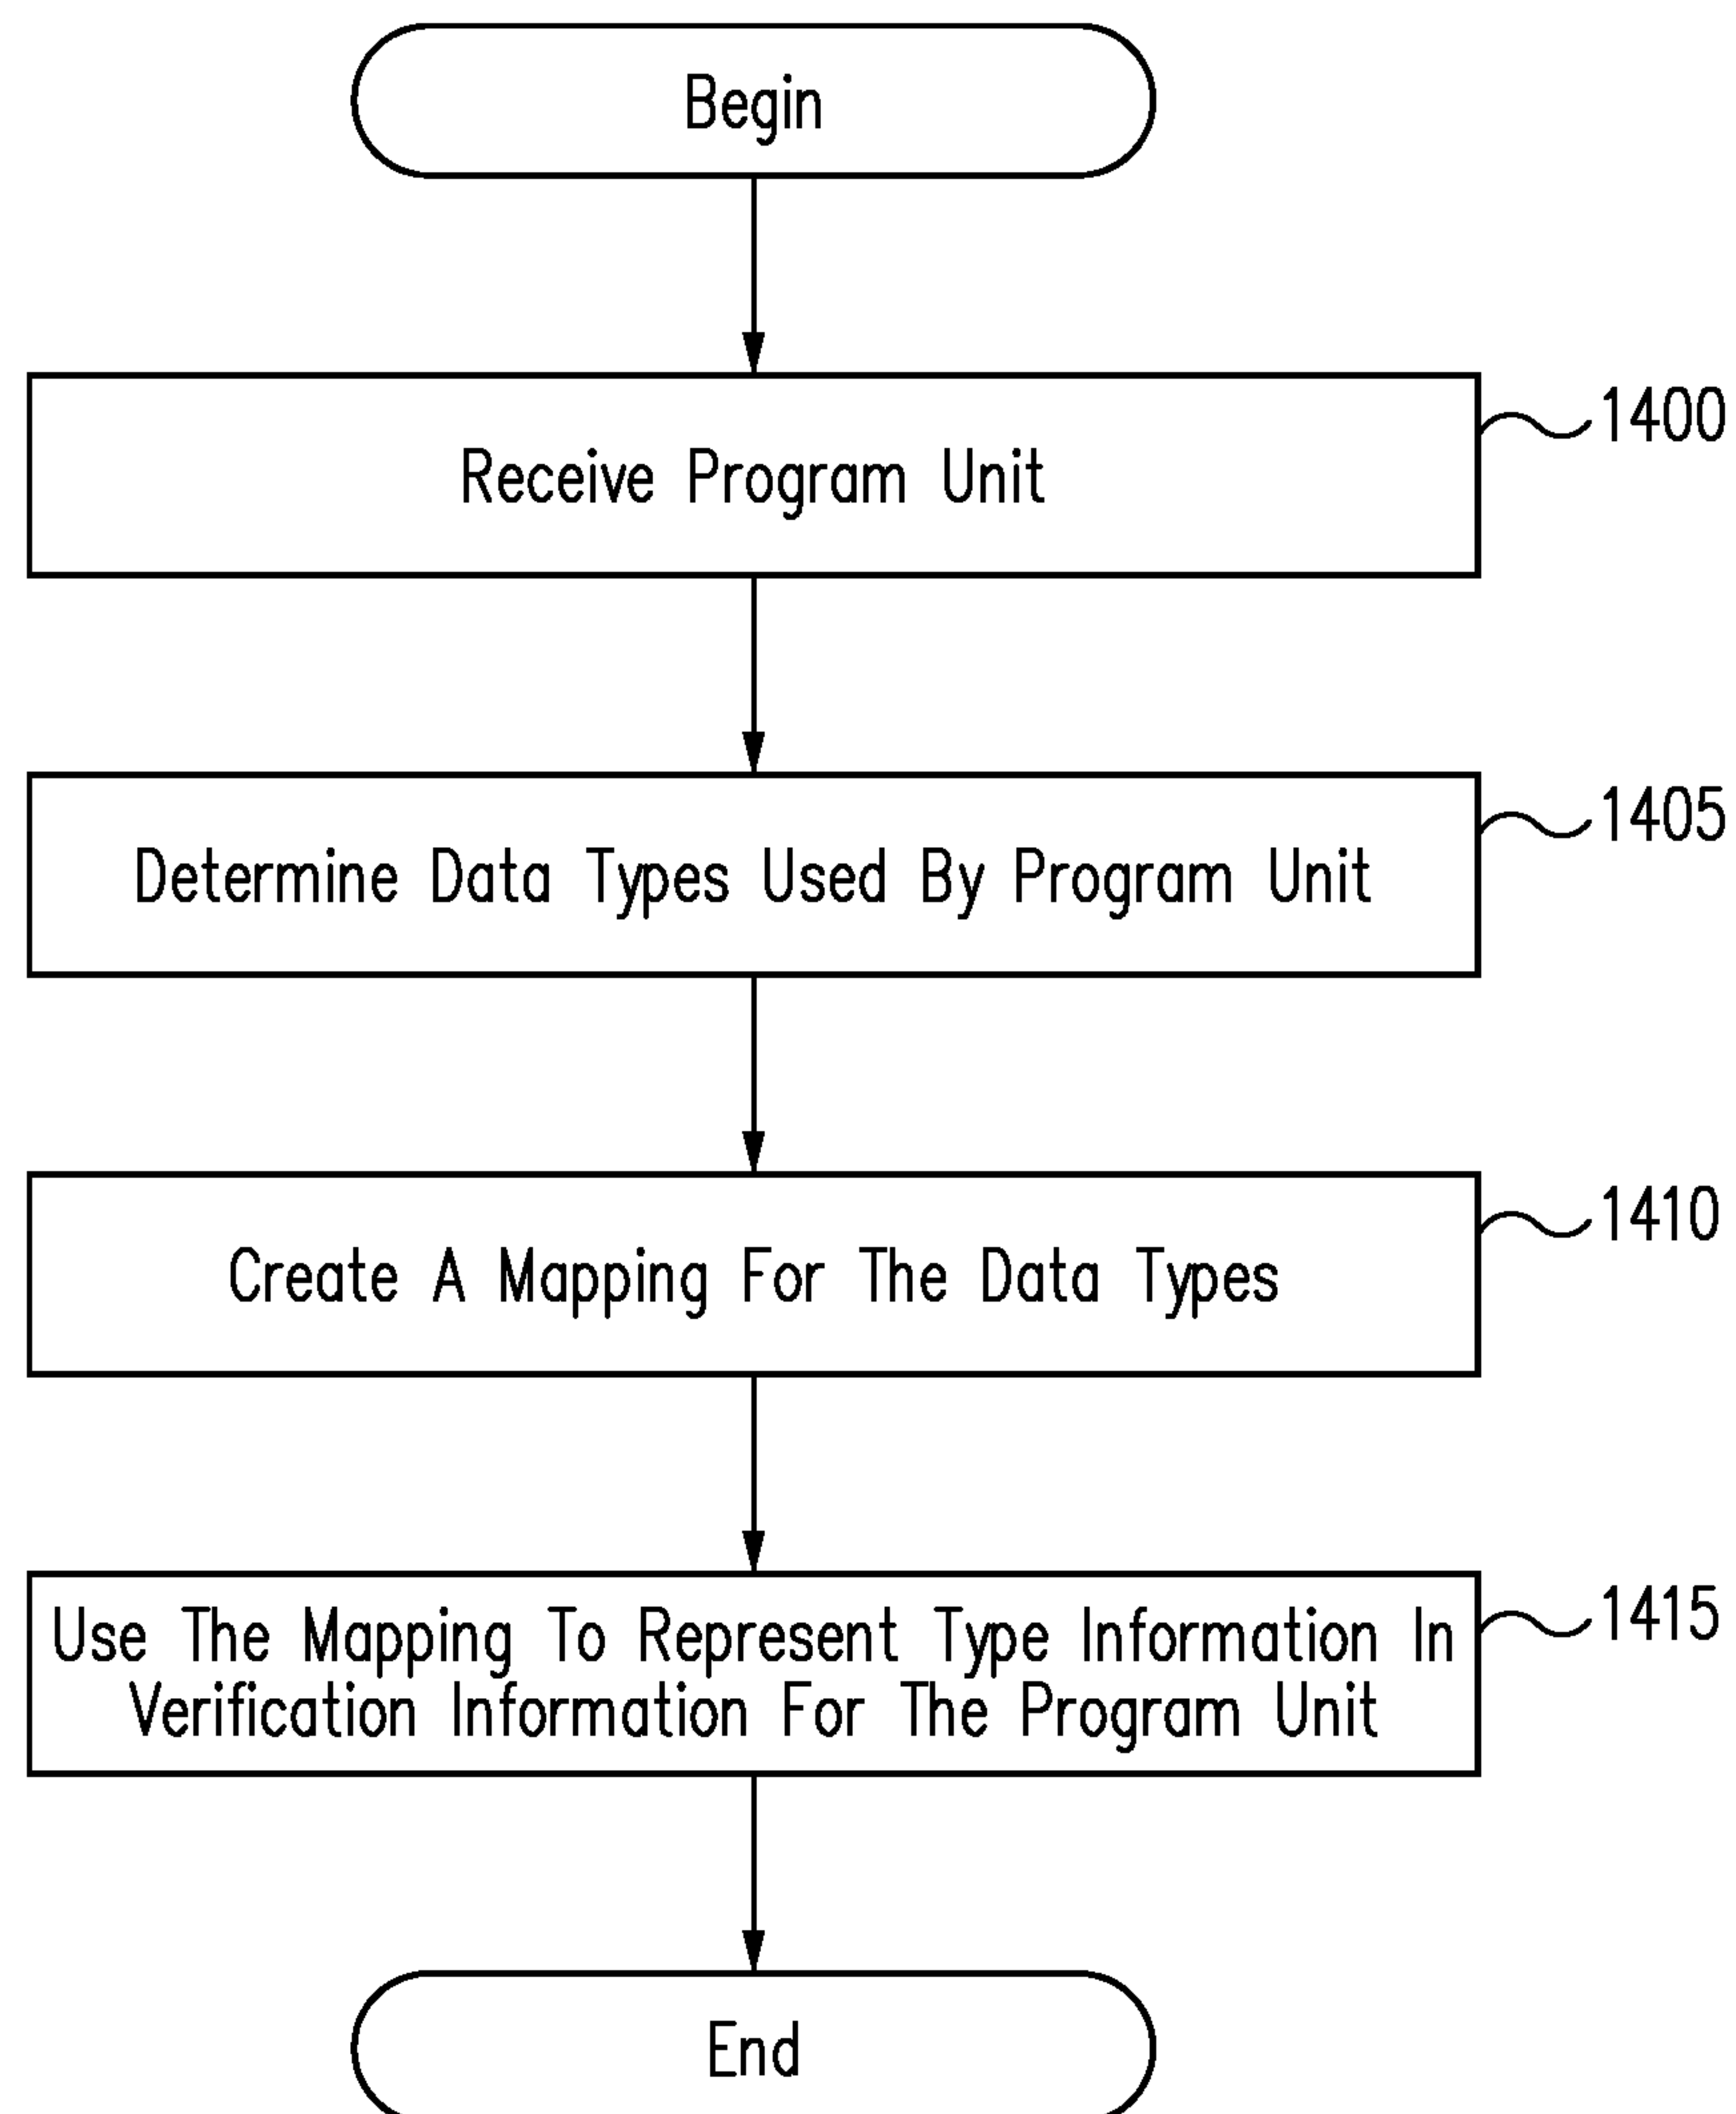 Begin
Receive Program Unit
1400
Determine Data Types Used By Program Unit
1405
Create A Mapping For The Data Types
1410
Use The Mapping To Represent Type Information In
Verification Information For The Program Unit
1415
End